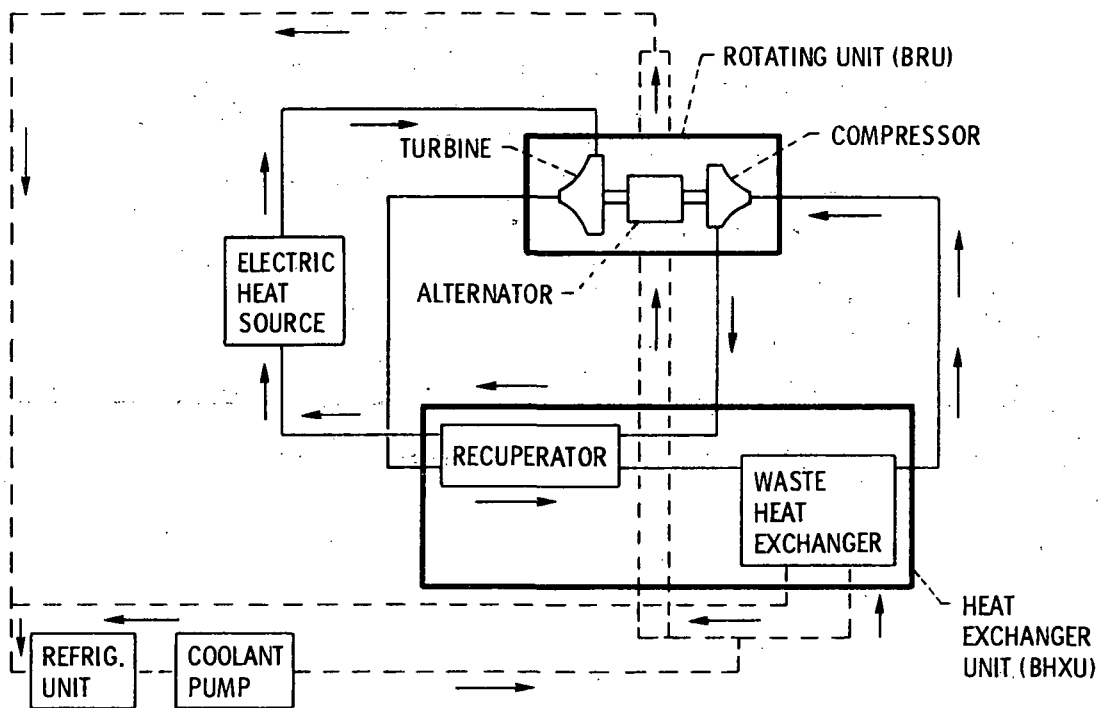 ROTATING UNIT (BRU)
TURBINE
COMPRESSOR
ELECTRIC
HEAT
SOURCE
ALTERNATOR
RECUPERATOR
WASTE
HEAT
EXCHANGER
REFRIG.
UNIT
COOLANT
PUMP
HEAT
EXCHANGER
UNIT (BHXU)